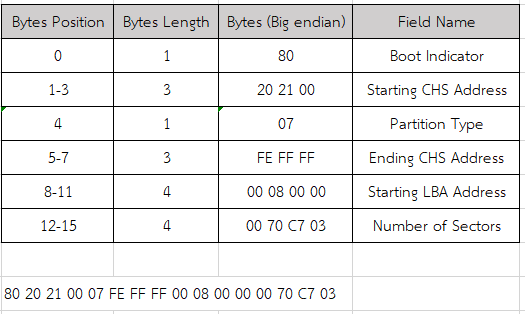 Bytes Position Bytes Length Bytes (Big endian) Field Name
0 1 80 Boot Indicator
1-3 3 20 21 00 Starting CHS Address
4 1 07 Partition Type
5-7 3 FE FF FF Ending CHS Address
8-11 4 00 08 00 00 Starting LBA Address
12-15 4 00 70 C7 03 Number of Sectors
80 20 21 00 07 FE FF FF 00 08 00 00 00 70 C7 03